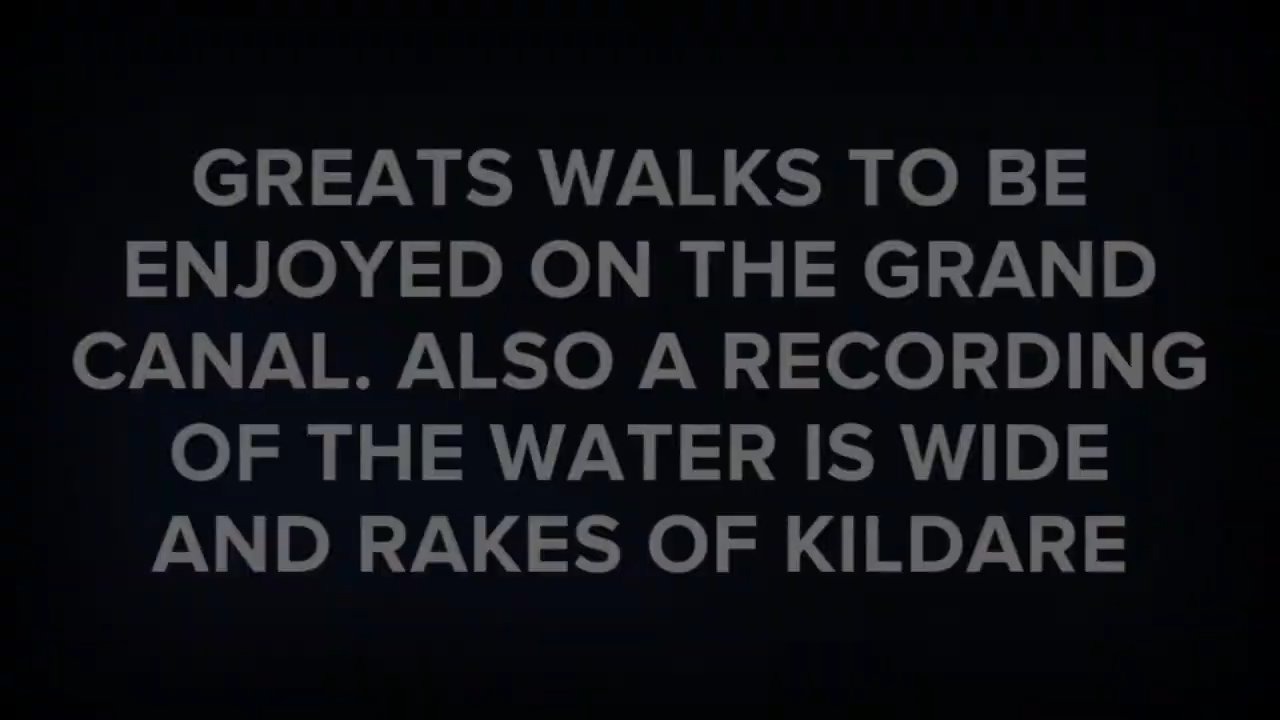 GREATS WALKS TO BE
ENJOYED ON THE GRAND
CANAL. ALSO A RECORDING
OF THE WATER IS WIDE
AND RAKES OF KILDARE